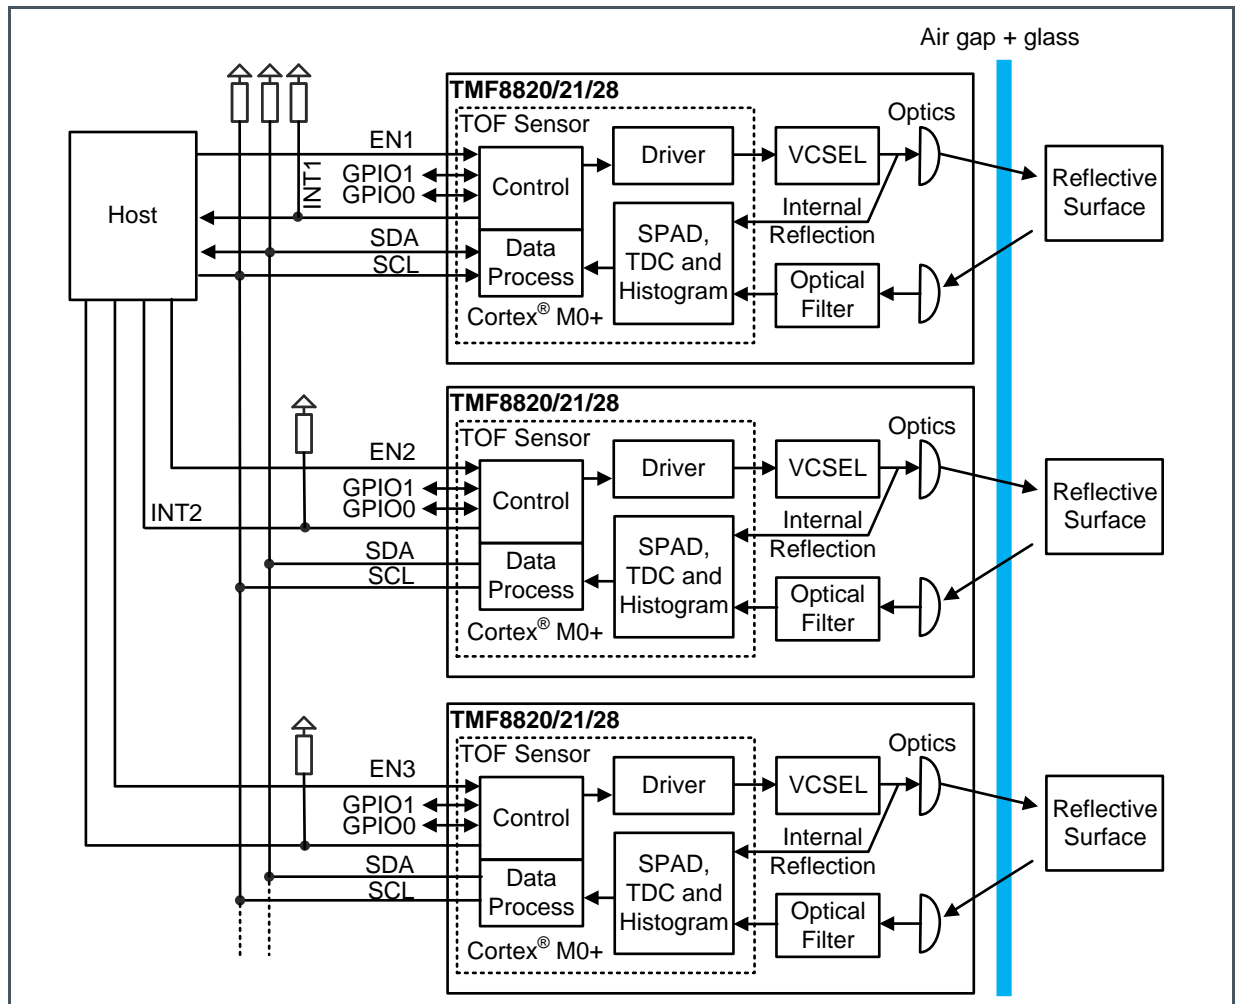 Air gap + glass
TMF8820/21/28
TOF Sensor
Optics
EN1
GPIO1
GPIO0
INT1
Control
Driver
VCSEL
Reflective
Surface
Host
Internal
Reflection
SDA
SCL
Data
Process
SPAD,
TDC and
Histogram
Optical
Filter
Cortex® M0+
TMF8820/21/28
TOF Sensor
Optics
EN2
GPIO1
GPIO0
INT2
Control
Driver
VCSEL
Reflective
Surface
Internal
Reflection
SDA
SCL
Data
Process
SPAD,
TDC and
Histogram
Optical
Filter
Cortex® M0+
TMF8820/21/28
TOF Sensor
Optics
EN3
GPIO1
GPIO0
Control
Driver
VCSEL
Reflective
Surface
Internal
Reflection
SDA
SCL
Data
Process
SPAD,
TDC and
Histogram
Optical
Filter
Cortex® M0+